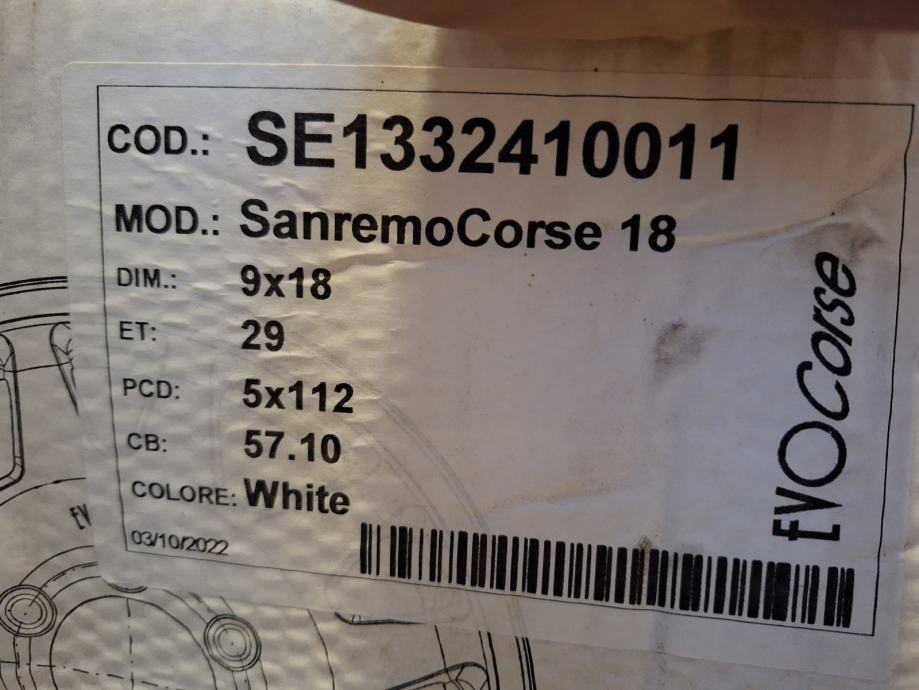 COD.: SE1332410011
MOD.: SanremoCorse 18
DIM.: 9x18
ET: 29
PCD: 5x112
CB: 57.10
COLORE: White
03/10/2022
EVOCorse
EV